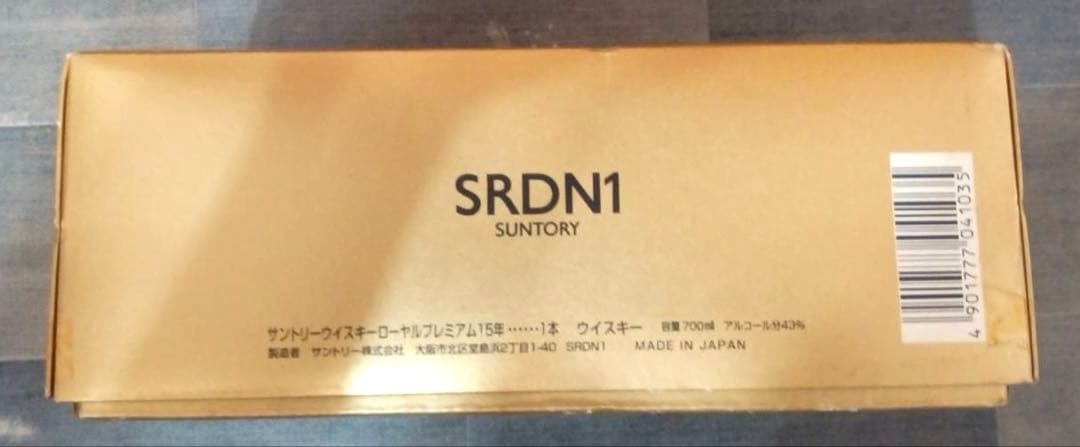 SRDN1
SUNTORY
サントリーウイスキーローヤルプレミアム15年……1本 ウイスキー 容量700ml アルコール分43%
製造者 サントリー株式会社 大阪市北区堂島浜2丁目1-40 SRDN1 MADE IN JAPAN
4 901777 041035